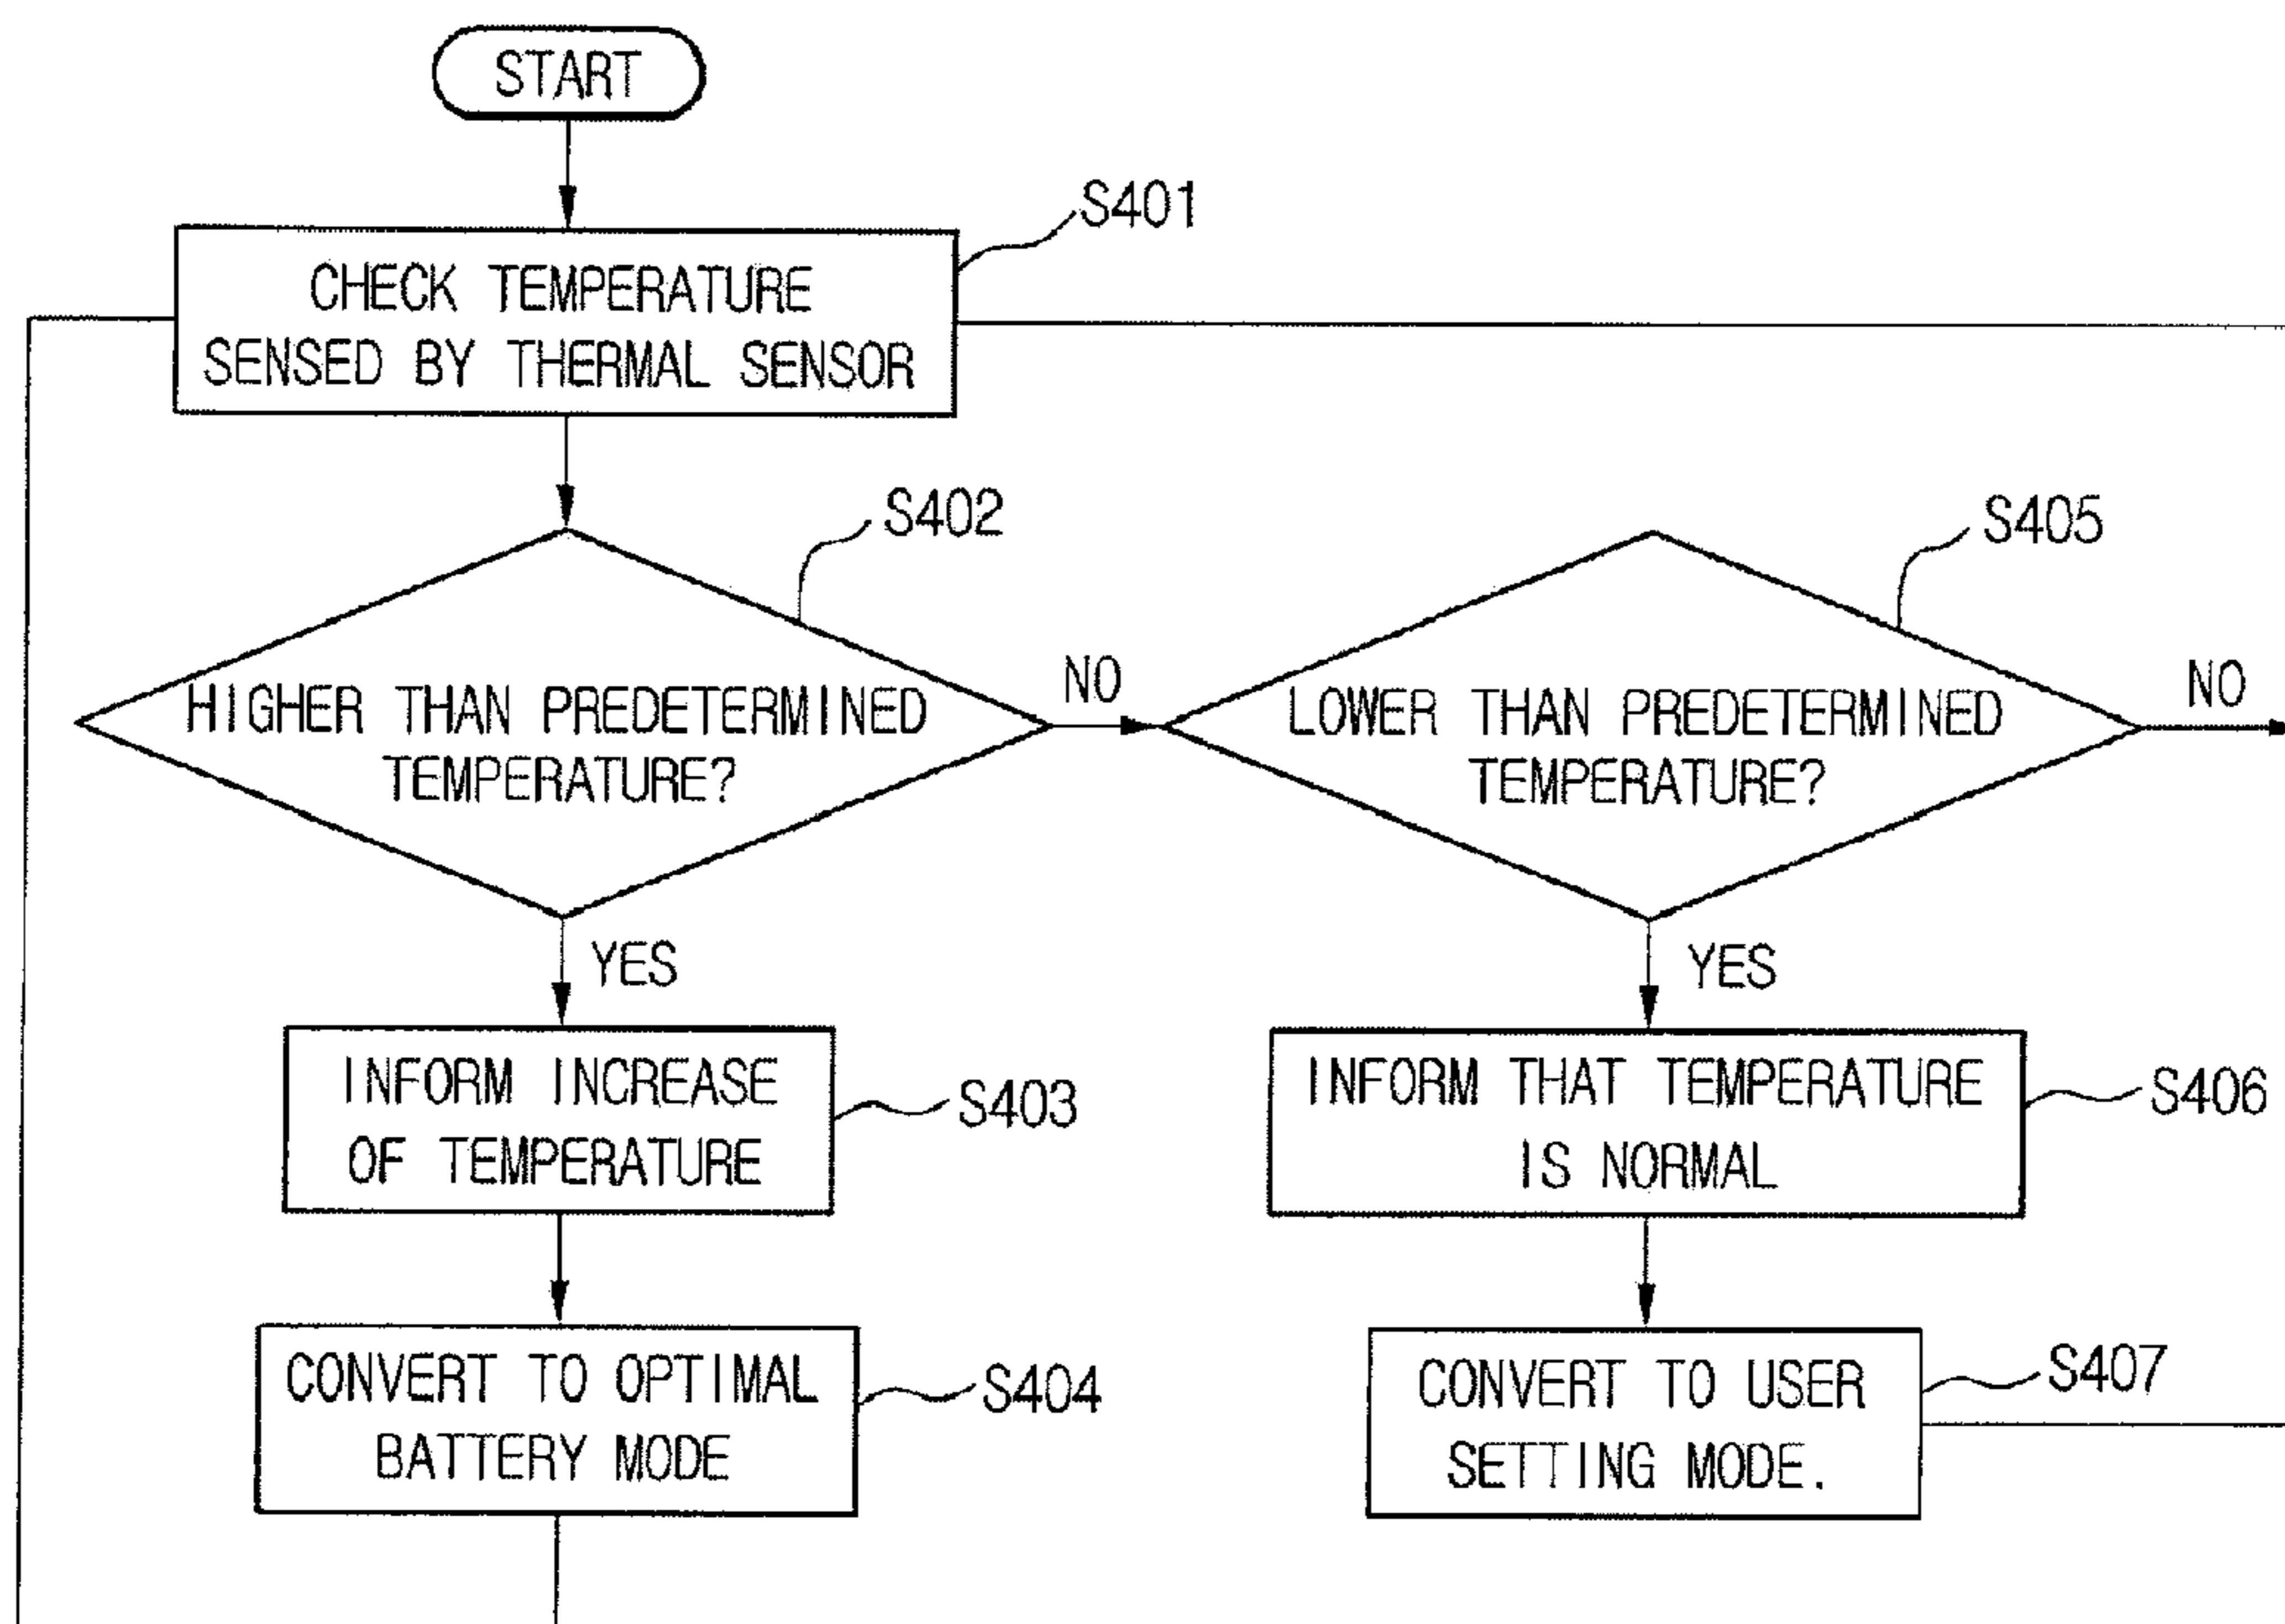 START
S401
CHECK TEMPERATURE
SENSED BY THERMAL SENSOR
S402
HIGHER THAN PREDETERMINED
TEMPERATURE?
NO
S405
LOWER THAN PREDETERMINED
TEMPERATURE?
NO
YES
YES
INFORM INCREASE
OF TEMPERATURE
S403
INFORM THAT TEMPERATURE
IS NORMAL
S406
CONVERT TO OPTIMAL
BATTERY MODE
S404
CONVERT TO USER
SETTING MODE.
S407